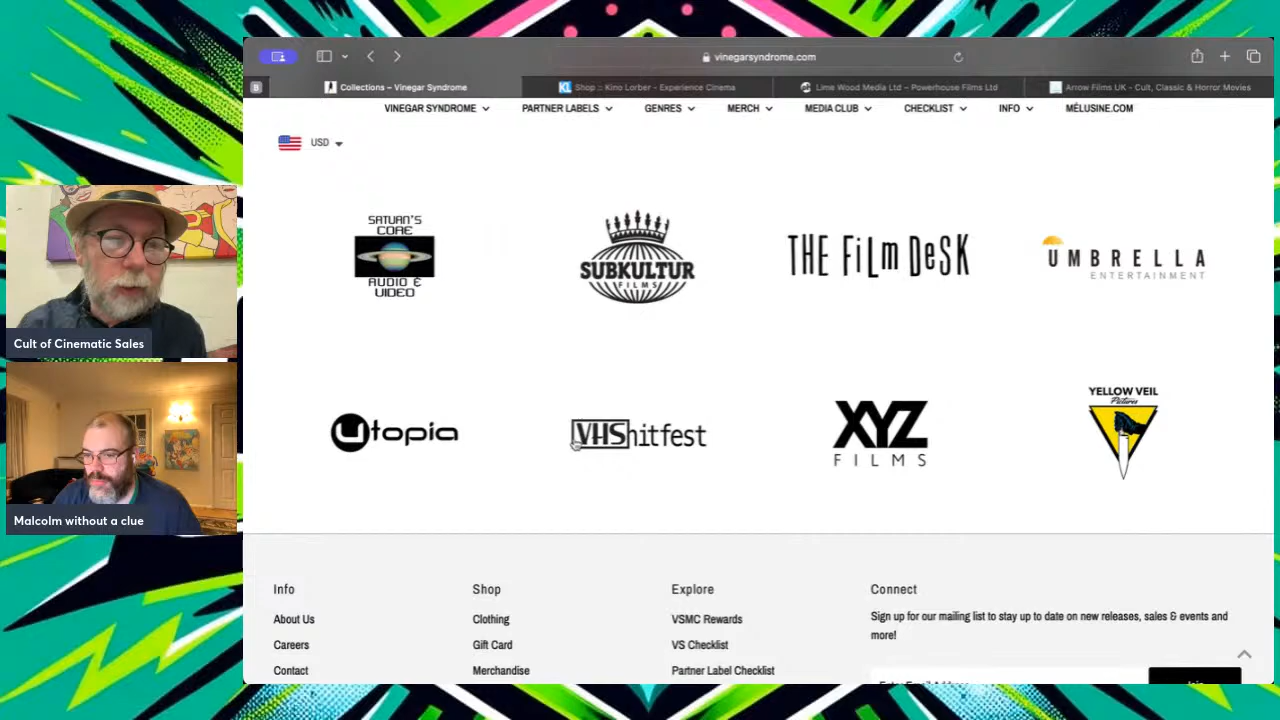 vinegarsyndrome.com
B
Collections – Vinegar Syndrome
KL Shop :: Kino Lorber - Experience Cinema
Lime Wood Media Ltd – Powerhouse Films Ltd
Arrow Films UK - Cult, Classic & Horror Movies
VINEGAR SYNDROME
PARTNER LABELS
GENRES
MERCH
MEDIA CLUB
CHECKLIST
INFO
MÉLUSINE.COM
USD
SATURN'S
CORE
AUDIO &
VIDEO
SUBKULTUR
FILMS
THE FiLm DeSK
UMBRELLA
ENTERTAINMENT
utopia
VHShitfest
XYZ
FILMS
YELLOW VEIL
Pictures
Cult of Cinematic Sales
Malcolm without a clue
Info
About Us
Careers
Contact
Shop
Clothing
Gift Card
Merchandise
Explore
VSMC Rewards
VS Checklist
Partner Label Checklist
Connect
Sign up for our mailing list to stay up to date on new releases, sales & events and
more!